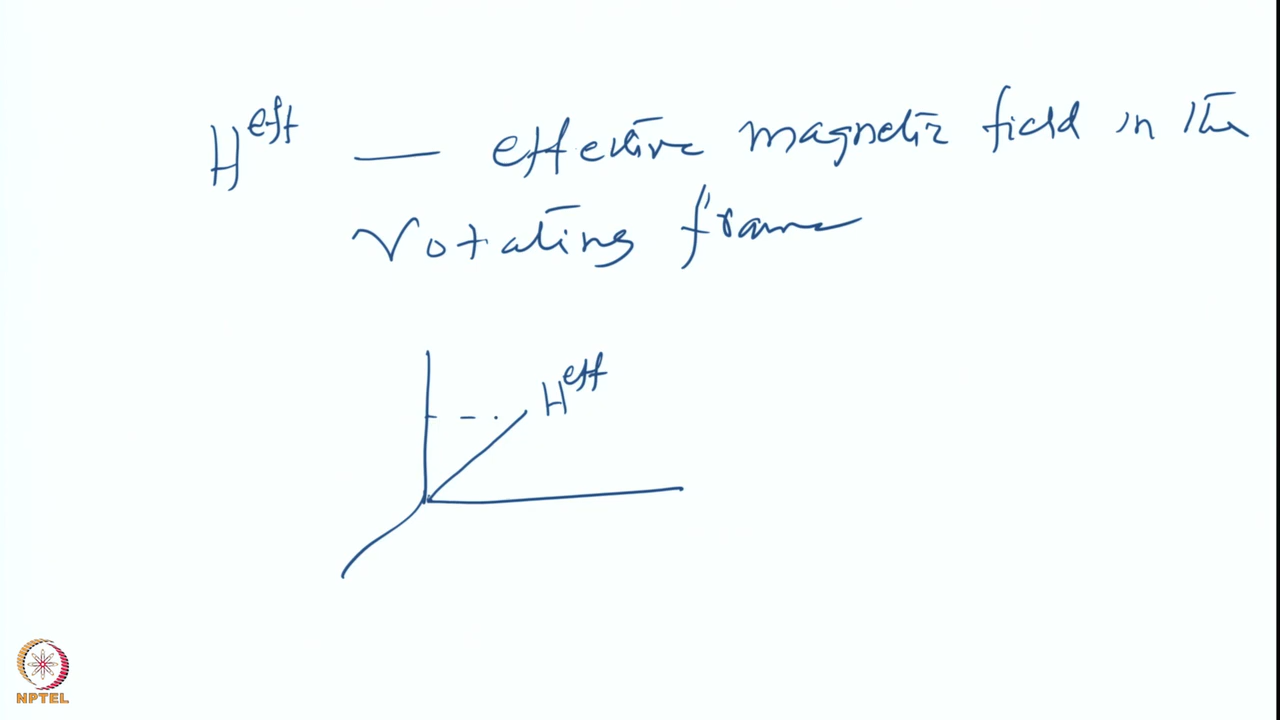 H^eff — effective magnetic field in the
rotating frame
H^eff
NPTEL